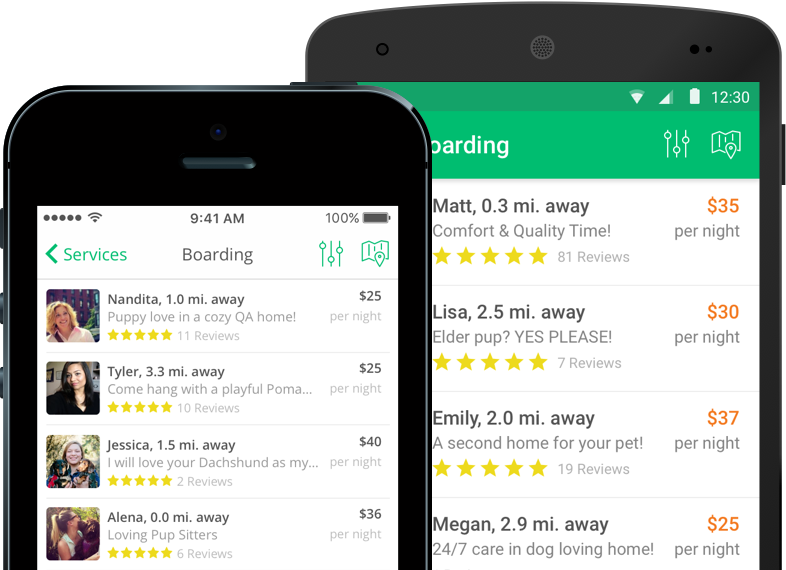 9:41 AM
100%
Services
Boarding
Nandita, 1.0 mi. away
$25
Puppy love in a cozy QA home!
per night
11 Reviews
Tyler, 3.3 mi. away
$25
Come hang with a playful Poma...
per night
10 Reviews
Jessica, 1.5 mi. away
$40
I will love your Dachshund as my...
per night
2 Reviews
Alena, 0.0 mi. away
$36
Loving Pup Sitters
per night
6 Reviews
12:30
oarding
Matt, 0.3 mi. away
$35
Comfort & Quality Time!
per night
81 Reviews
Lisa, 2.5 mi. away
$30
Elder pup? YES PLEASE!
per night
7 Reviews
Emily, 2.0 mi. away
$37
A second home for your pet!
per night
19 Reviews
Megan, 2.9 mi. away
$25
24/7 care in dog loving home!
per night